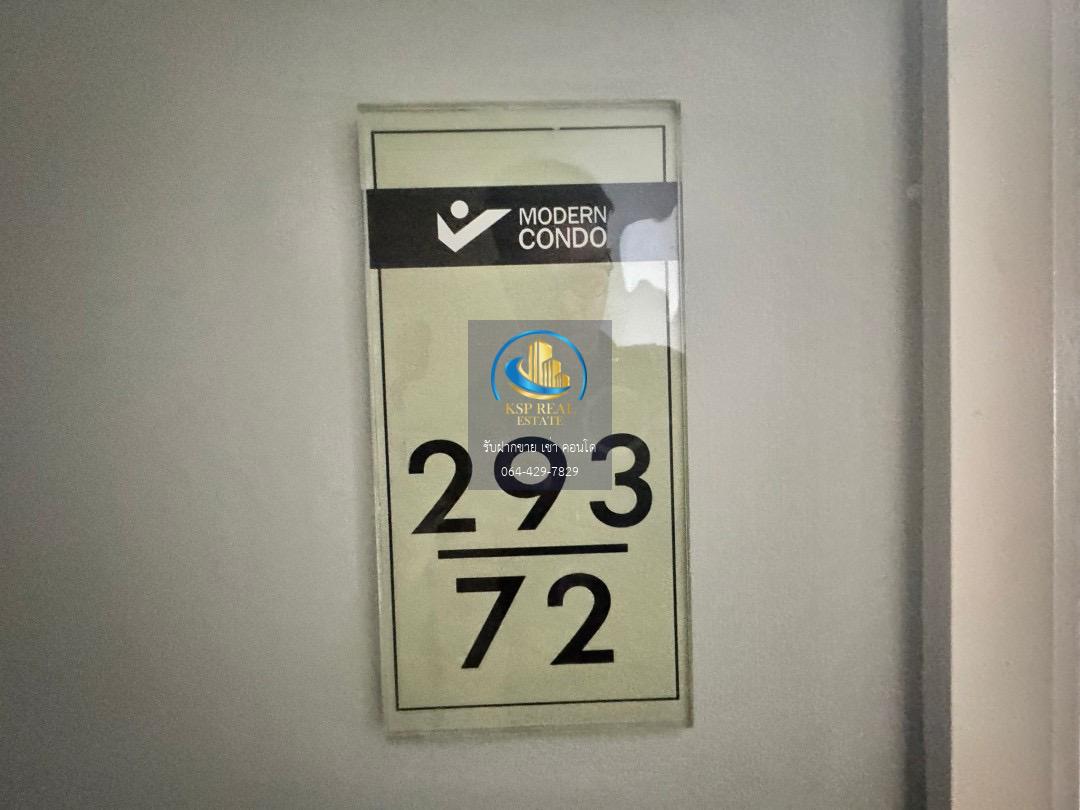 MODERN
CONDO
KSP REAL
ESTATE
รับฝากขาย เช่า คอนโด
064-429-7829
293
72